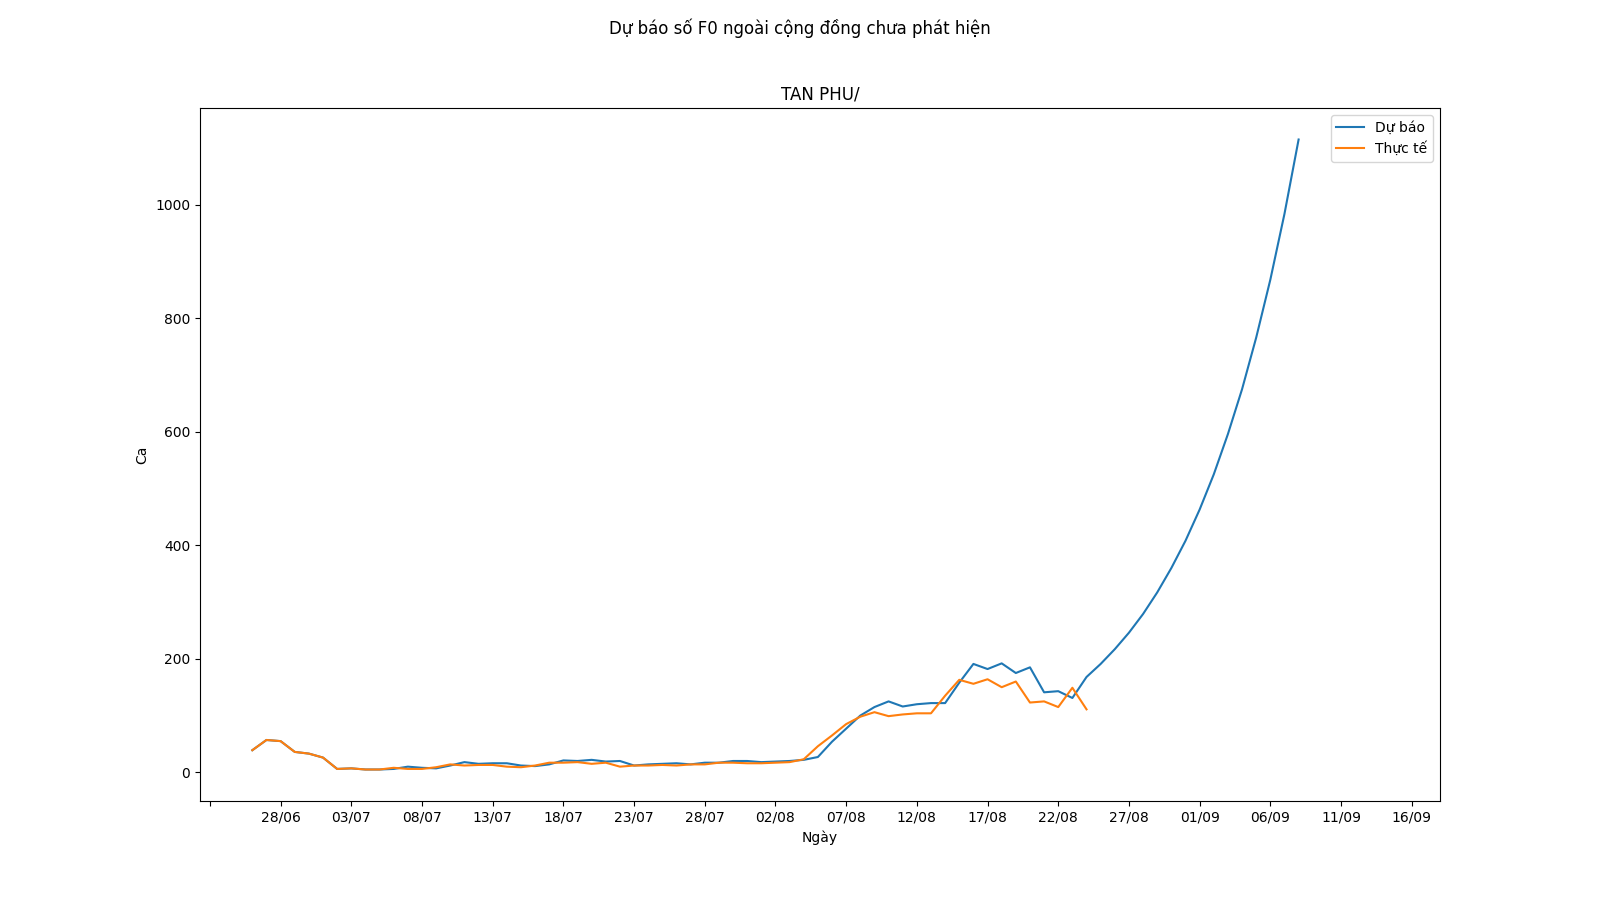 Dự báo số F0 ngoài cộng đồng chưa phát hiện
TAN PHU/
Dự báo
Thực tế
1000
800
600
400
200
0
Ca
28/06 03/07 08/07 13/07 18/07 23/07 28/07 02/08 07/08 12/08 17/08 22/08 27/08 01/09 06/09 11/09 16/09
Ngày